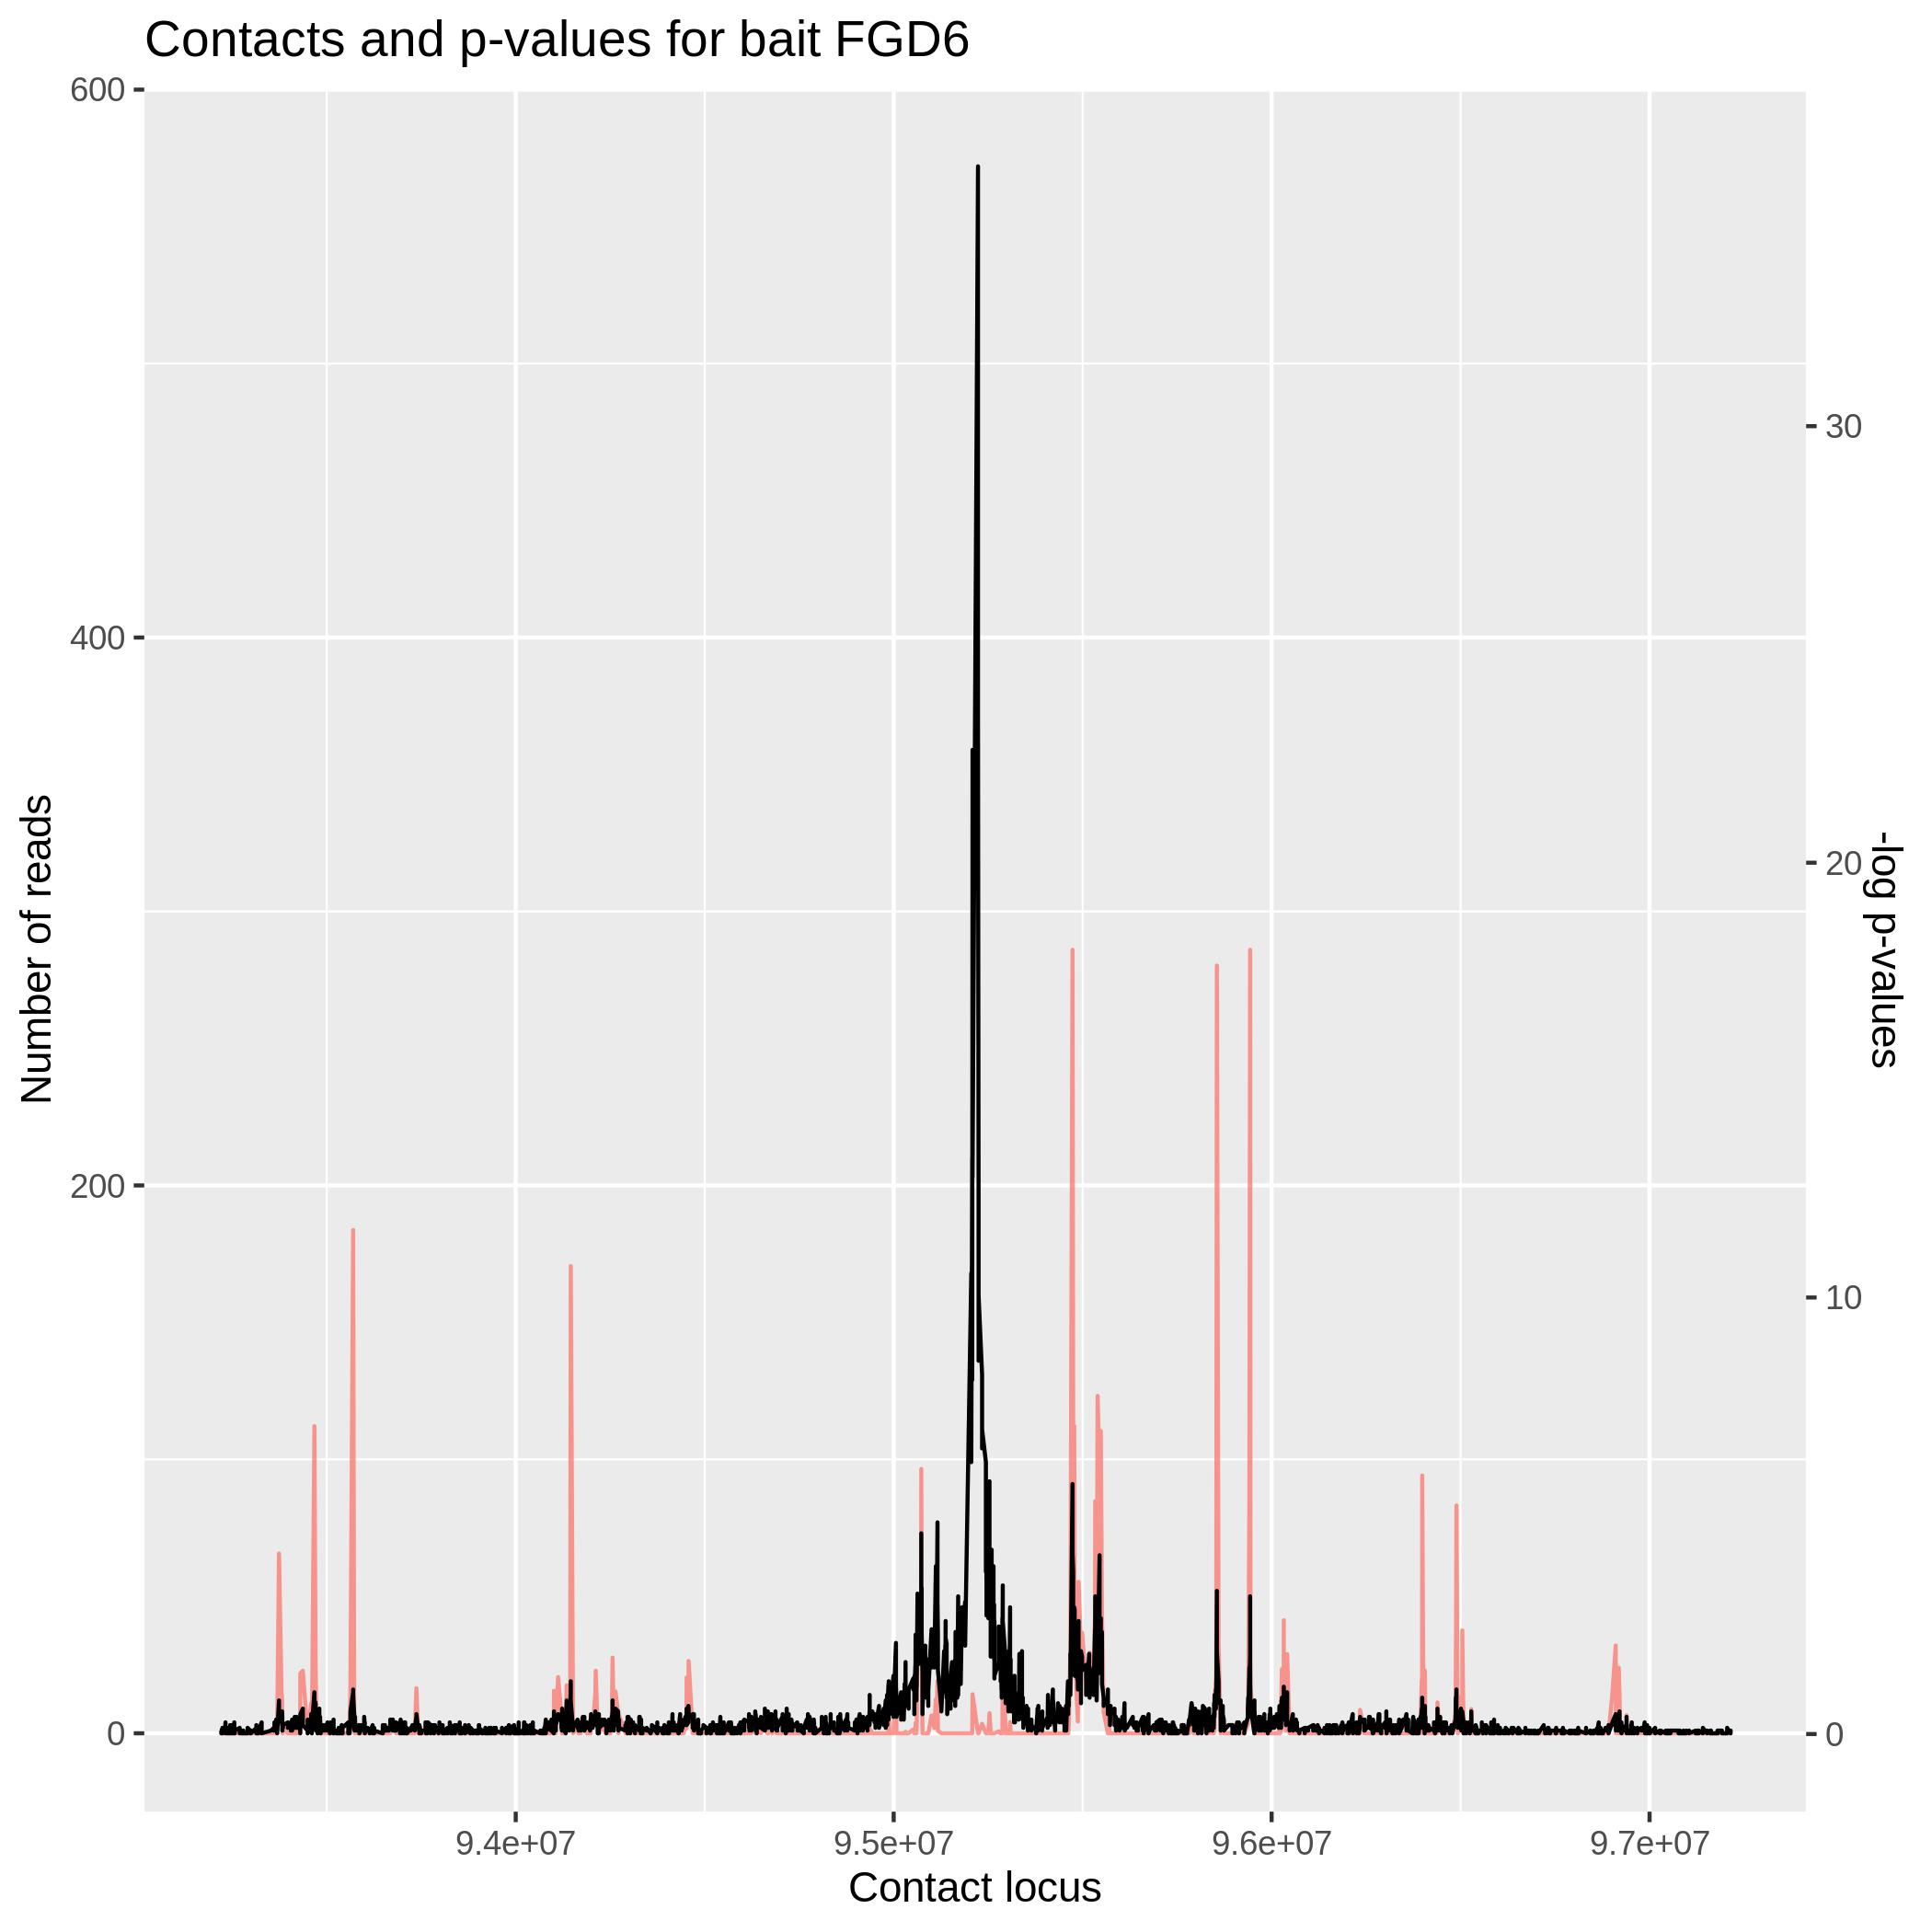 Contacts and p-values for bait FGD6
600
400
200
0
Number of reads
30
20
10
0
-log p-values
9.4e+07 9.5e+07 9.6e+07 9.7e+07
Contact locus